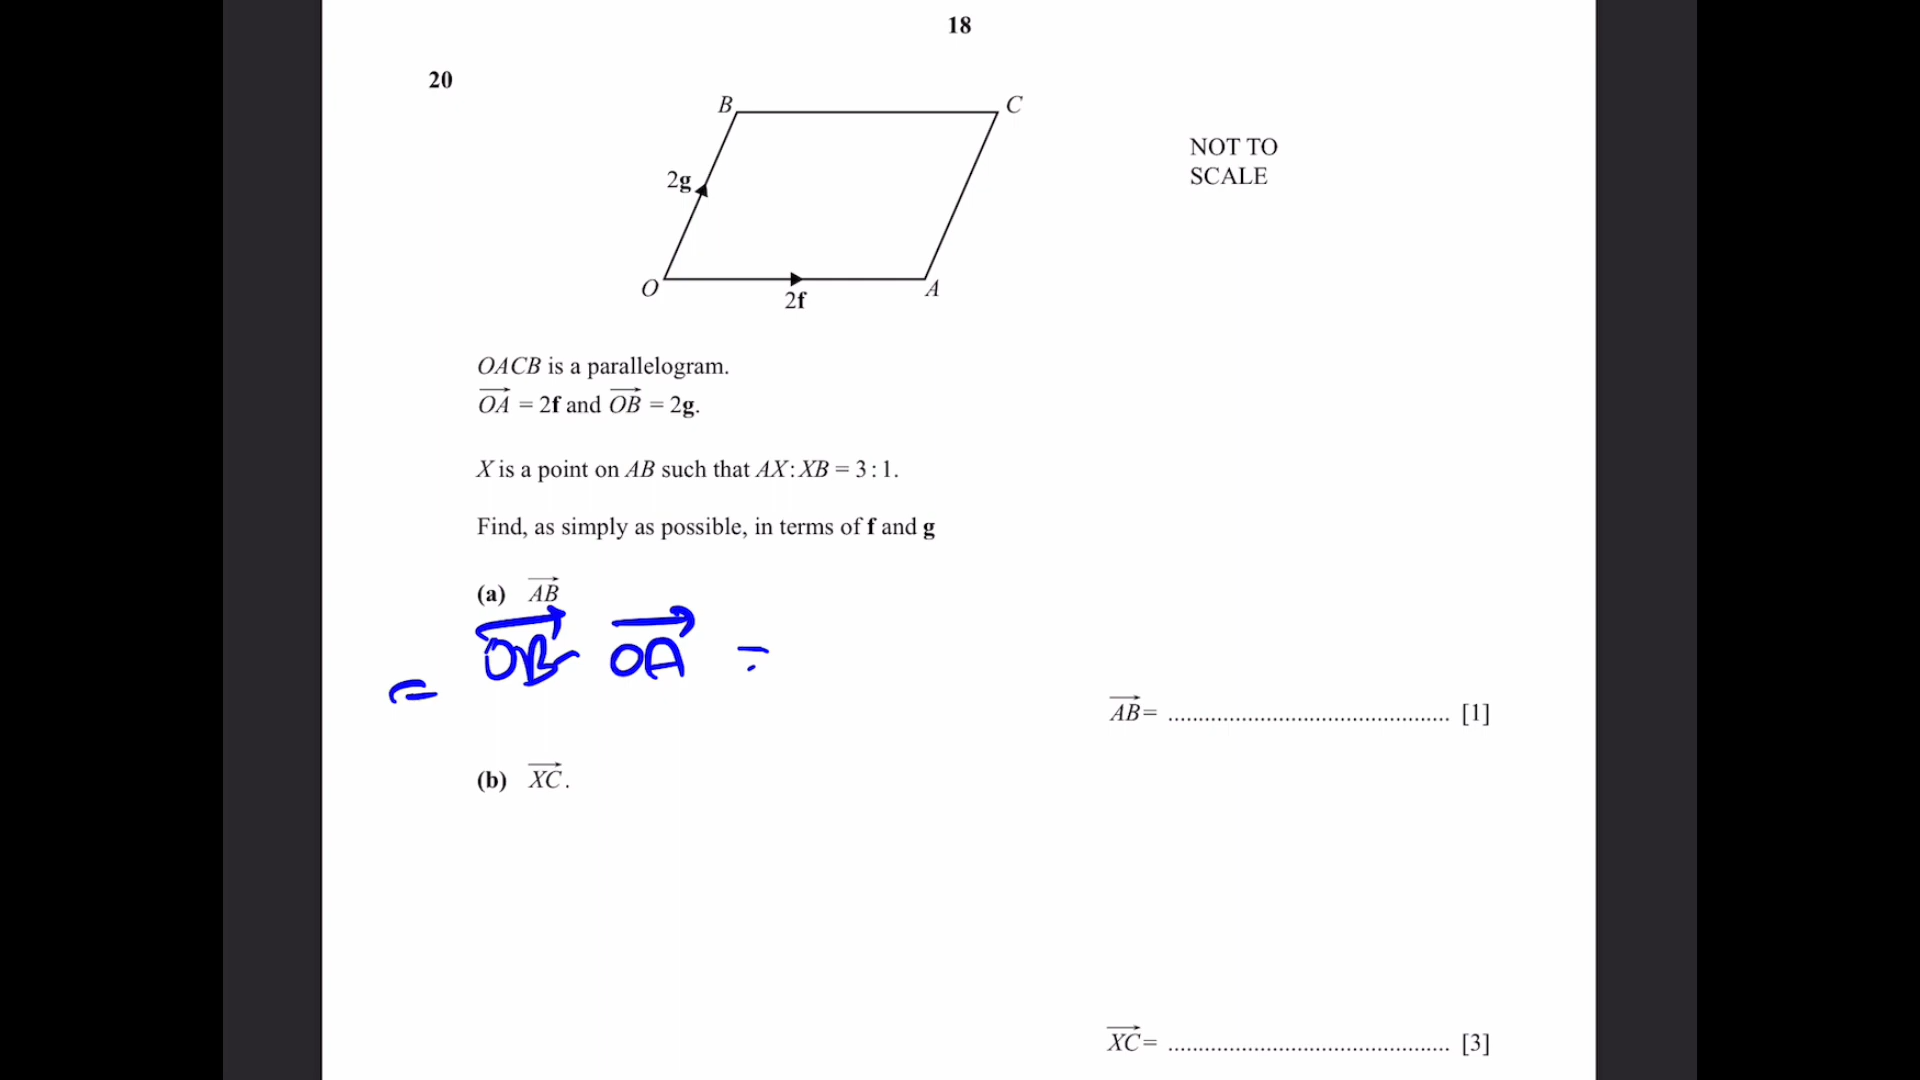 18
20
B
C
NOT TO
SCALE
2g
O
2f
A
OACB is a parallelogram.
OA = 2f and OB = 2g.
X is a point on AB such that AX : XB = 3 : 1.
Find, as simply as possible, in terms of f and g
(a) AB
= OB - OA =
AB = ............................................... [1]
(b) XC .
XC = ............................................... [3]